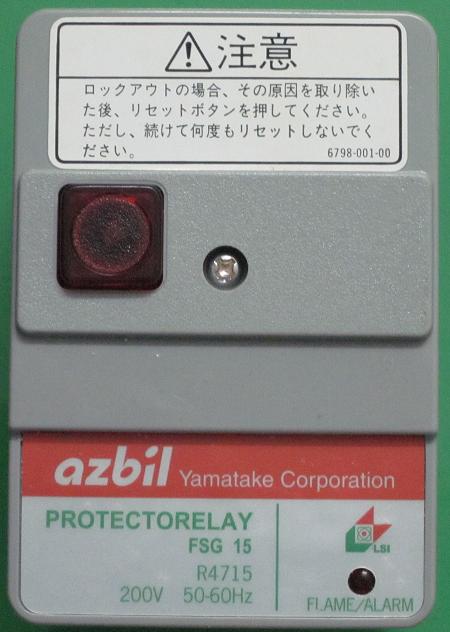 注意
ロックアウトの場合、その原因を取り除い
た後、リセットボタンを押してください。
ただし、続けて何度もリセットしないでく
ださい。
6798-001-00
azbil Yamatake Corporation
PROTECTORELAY
FSG 15
R4715
200V 50-60Hz
LSI
FLAME/ALARM